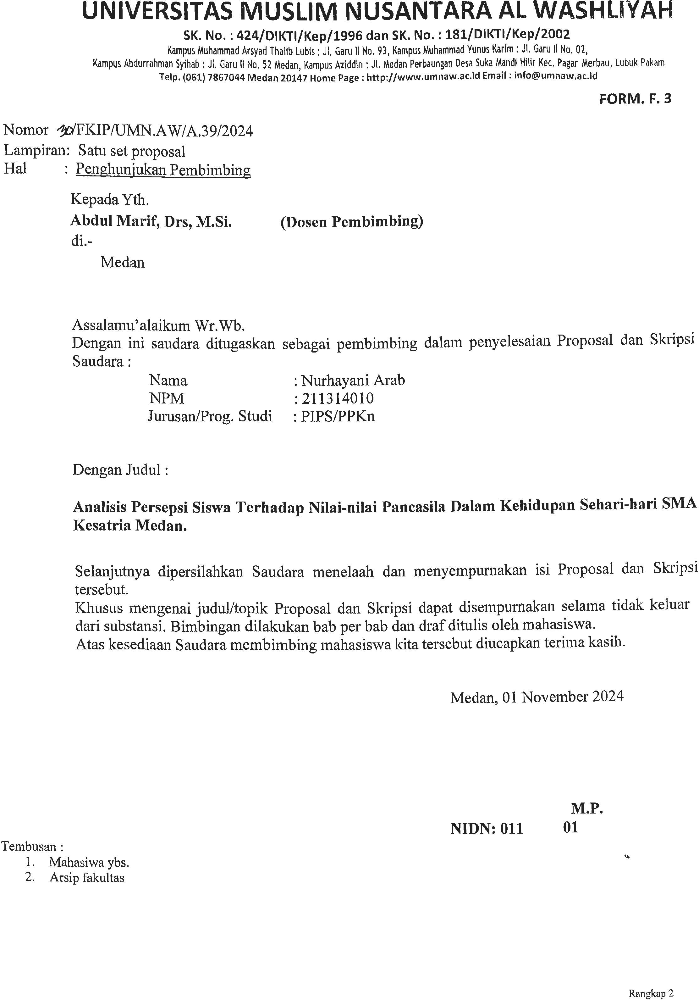 UNIVERSITAS MUSLIM NUSANTARA AL WASHLIYAH
SK. No. : 424/DIKTI/Kep/1996 dan SK. No. : 181/DIKTI/Kep/2002
Kampus Muhammad Arsyad Thalib Lubis : Jl. Garu II No. 93, Kampus Muhammad Yunus Karim : Jl. Garu II No. 02,
Kampus Abdurrahman Syihab : Jl. Garu II No. 52 Medan, Kampus Aziddin : Jl. Medan Perbaungan Desa Suka Mandi Hilir Kec. Pagar Merbau, Lubuk Pakam
Telp. (061) 7867044 Medan 20147 Home Page : http://www.umnaw.ac.id Email : info@umnaw.ac.id
FORM. F. 3
Nomor /FKIP/UMN.AW/A.39/2024
Lampiran: Satu set proposal
Hal : Penghunjukan Pembimbing
Kepada Yth.
Abdul Marif, Drs, M.Si. (Dosen Pembimbing)
di.-
Medan
Assalamu'alaikum Wr.Wb.
Dengan ini saudara ditugaskan sebagai pembimbing dalam penyelesaian Proposal dan Skripsi
Saudara :
Nama : Nurhayani Arab
NPM : 211314010
Jurusan/Prog. Studi : PIPS/PPKn
Dengan Judul :
Analisis Persepsi Siswa Terhadap Nilai-nilai Pancasila Dalam Kehidupan Sehari-hari SMA
Kesatria Medan.
Selanjutnya dipersilahkan Saudara menelaah dan menyempurnakan isi Proposal dan Skripsi
tersebut.
Khusus mengenai judul/topik Proposal dan Skripsi dapat disempurnakan selama tidak keluar
dari substansi. Bimbingan dilakukan bab per bab dan draf ditulis oleh mahasiswa.
Atas kesediaan Saudara membimbing mahasiswa kita tersebut diucapkan terima kasih.
Medan, 01 November 2024
M.P.
NIDN: 011 01
Tembusan :
1. Mahasiwa ybs.
2. Arsip fakultas
Rangkap 2